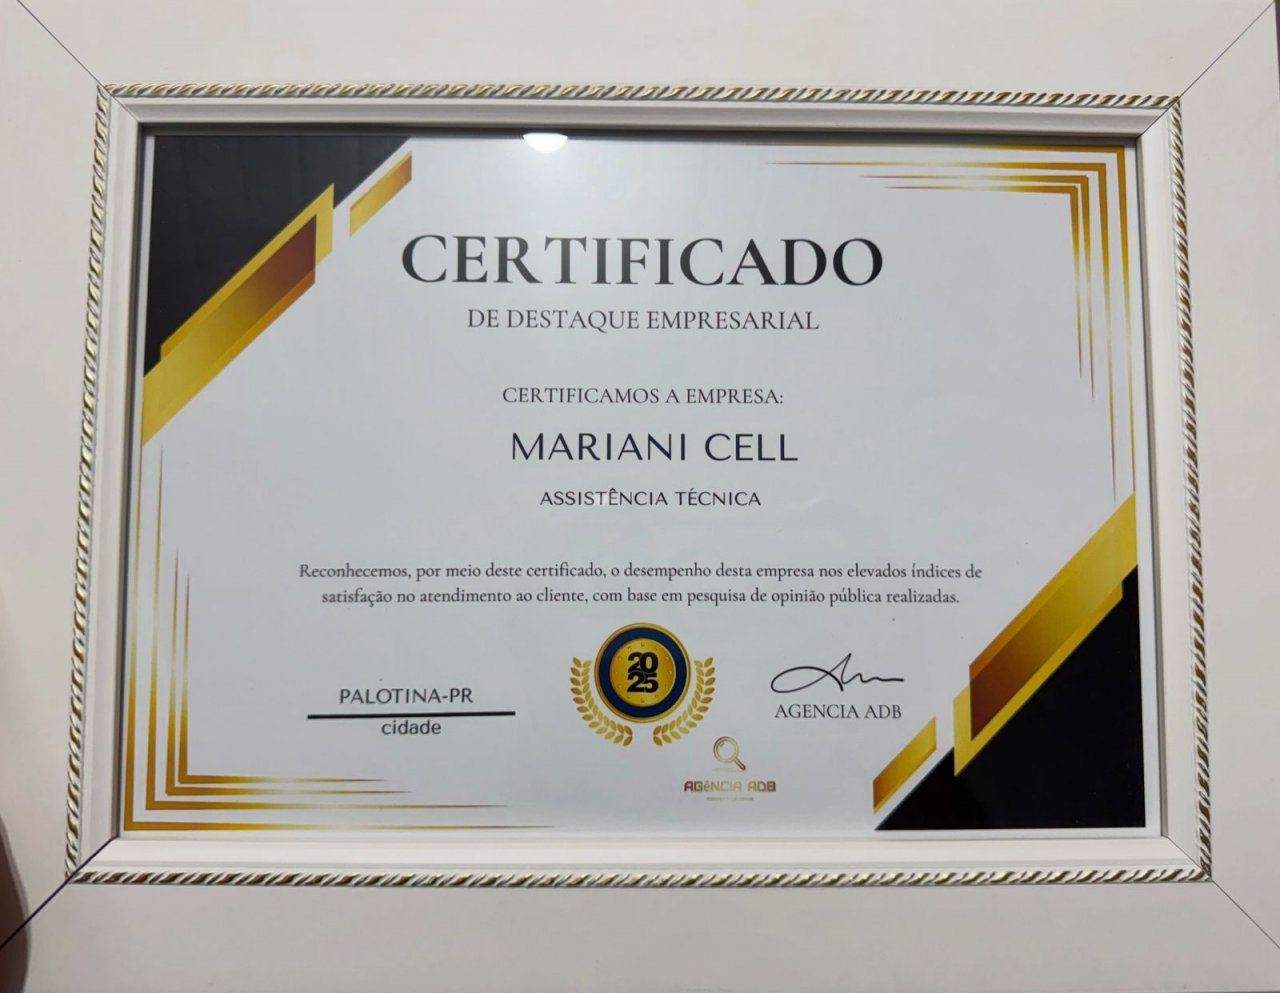 CERTIFICADO
DE DESTAQUE EMPRESARIAL
CERTIFICAMOS A EMPRESA:
MARIANI CELL
ASSISTÊNCIA TÉCNICA
Reconhecemos, por meio deste certificado, o desempenho desta empresa nos elevados índices de
satisfação no atendimento ao cliente, com base em pesquisa de opinião pública realizadas.
PALOTINA-PR
cidade
20
25
AGENCIA ADB
AGêNCIA ADB